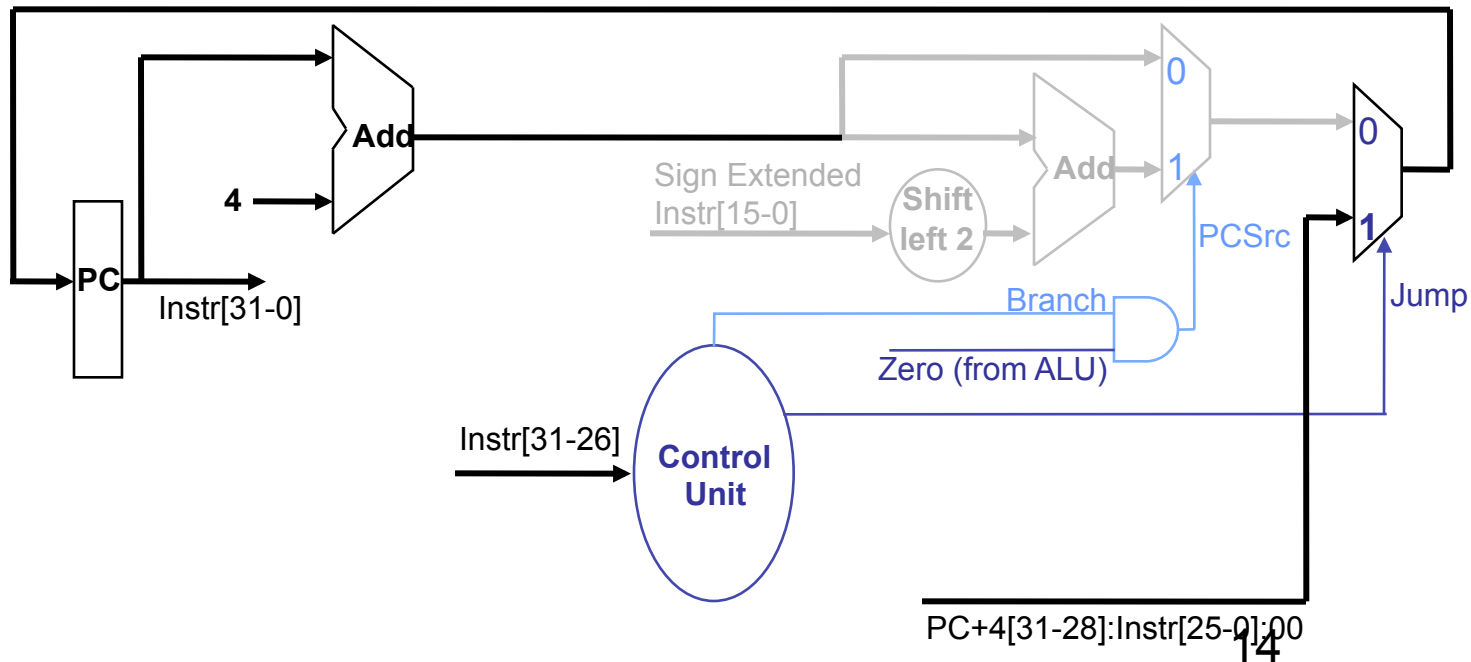 0
Add
0
Sign Extended
Instr[15-0]
Add
1
4
Shift
left 2
1
PCSrc
PC
Instr[31-0]
Branch
Jump
Zero (from ALU)
Instr[31-26]
Control
Unit
PC+4[31-28]:Instr[25-0]:00
14